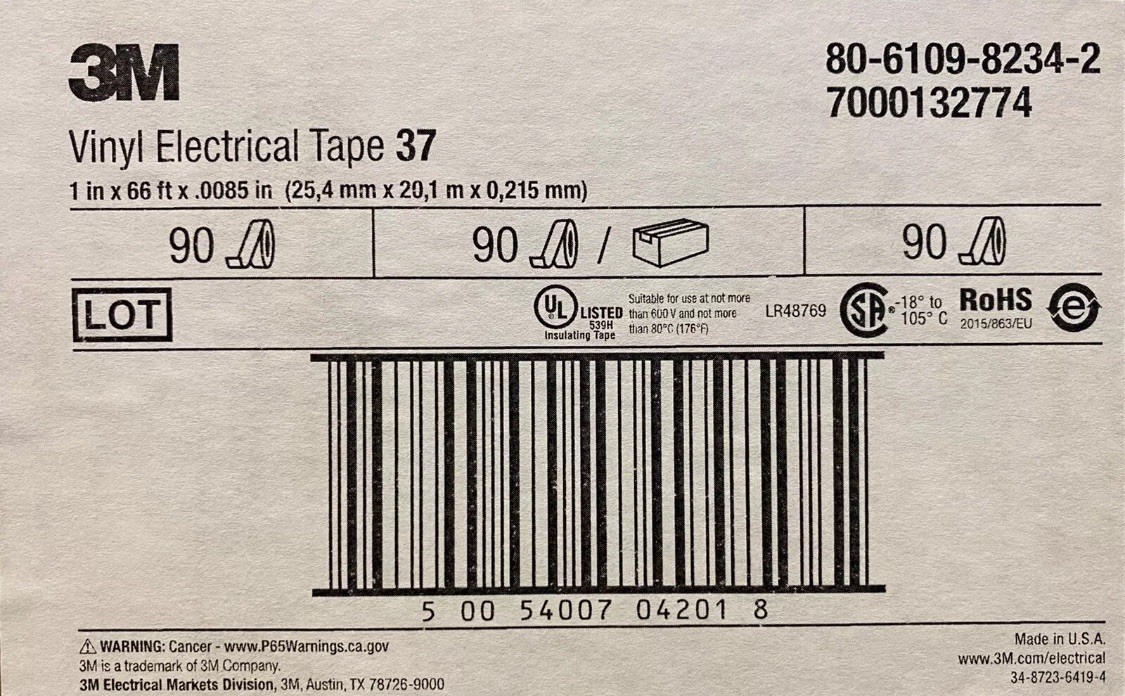 3M
80-6109-8234-2
7000132774
Vinyl Electrical Tape 37
1 in x 66 ft x .0085 in (25,4 mm x 20,1 m x 0,215 mm)
90 90 / 90
LOT
UL® LISTED
539H
Insulating Tape
Suitable for use at not more
than 600 V and not more
than 80°C (176°F)
LR48769
SA® -18° to
105° C
RoHS
2015/863/EU
e
5 00 54007 04201 8
⚠ WARNING: Cancer - www.P65Warnings.ca.gov
3M is a trademark of 3M Company.
3M Electrical Markets Division, 3M, Austin, TX 78726-9000
Made in U.S.A.
www.3M.com/electrical
34-8723-6419-4